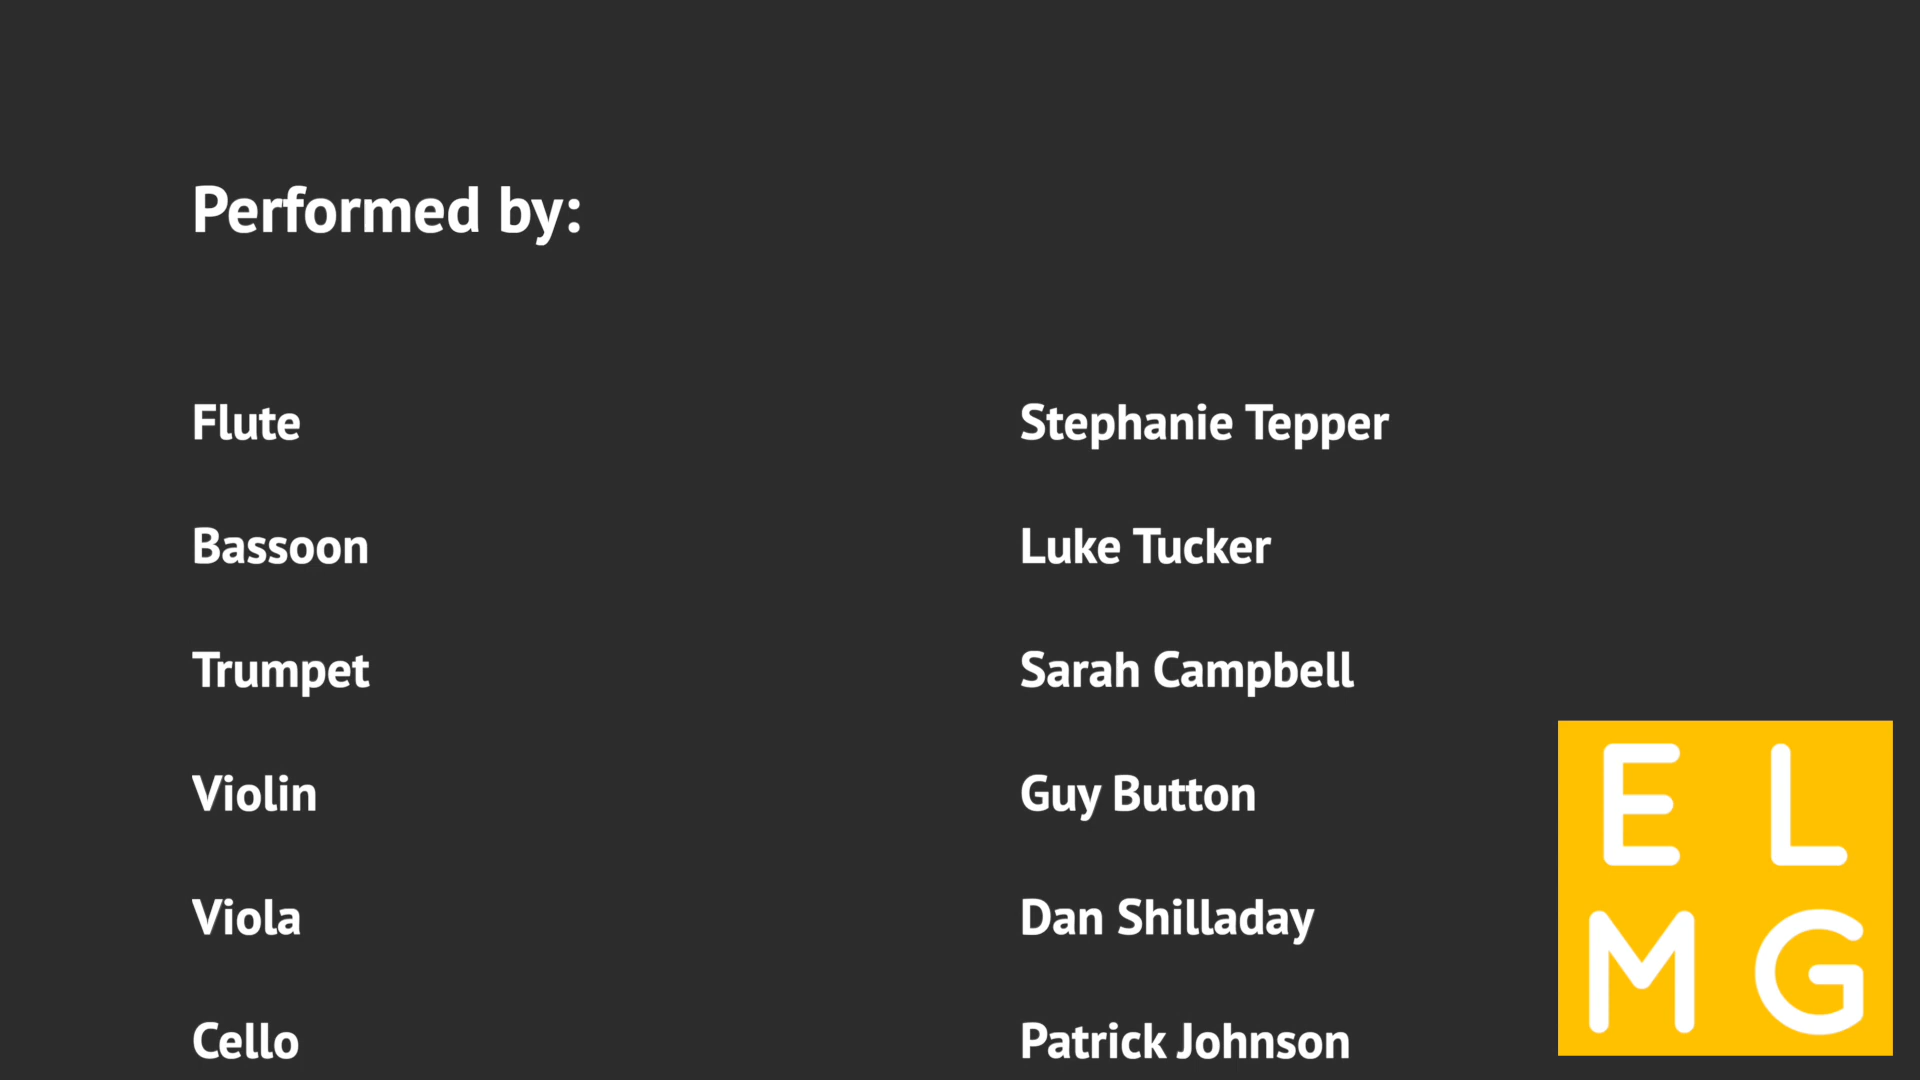 Performed by:
Flute Stephanie Tepper
Bassoon Luke Tucker
Trumpet Sarah Campbell
Violin Guy Button
Viola Dan Shilladay
Cello Patrick Johnson
E L
M G